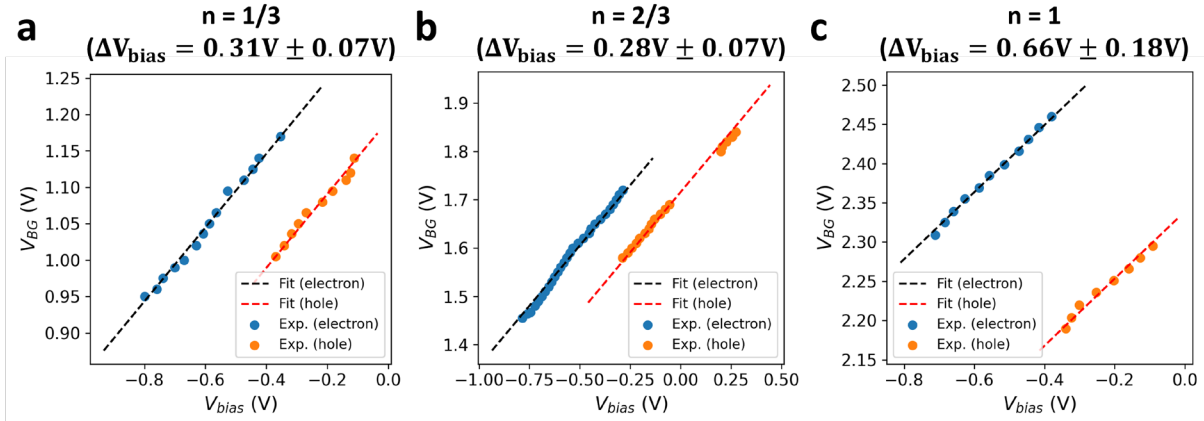 a
n = 1/3
(ΔV_bias = 0.31V ± 0.07V)
1.25
1.20
1.15
1.10
1.05
1.00
0.95
0.90
V_BG (V)
Fit (electron)
Fit (hole)
Exp. (electron)
Exp. (hole)
−0.8
−0.6
−0.4
−0.2
0.0
V_bias (V)
b
n = 2/3
(ΔV_bias = 0.28V ± 0.07V)
1.9
1.8
1.7
1.6
1.5
1.4
V_BG (V)
Fit (electron)
Fit (hole)
Exp. (electron)
Exp. (hole)
−1.00
−0.75
−0.50
−0.25
0.00
0.25
0.50
V_bias (V)
c
n = 1
(ΔV_bias = 0.66V ± 0.18V)
2.50
2.45
2.40
2.35
2.30
2.25
2.20
2.15
V_BG (V)
Fit (electron)
Fit (hole)
Exp. (electron)
Exp. (hole)
−0.8
−0.6
−0.4
−0.2
0.0
V_bias (V)